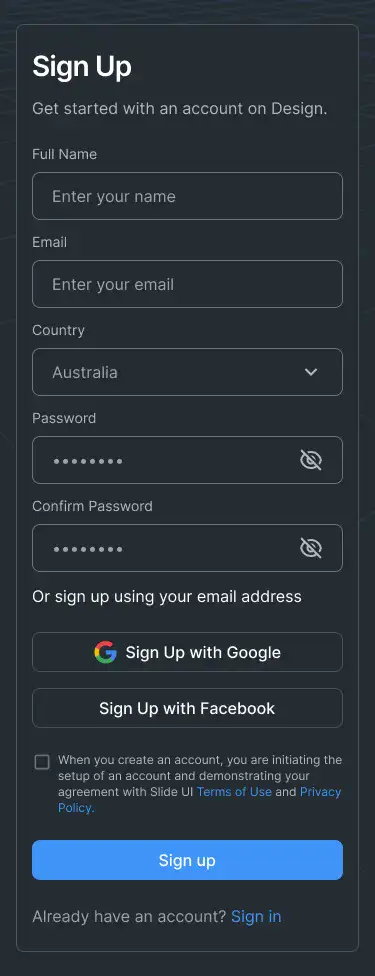 Sign Up
Get started with an account on Design.
Full Name
Enter your name
Email
Enter your email
Country
Australia
Password
••••••••
Confirm Password
••••••••
Or sign up using your email address
Sign Up with Google
Sign Up with Facebook
When you create an account, you are initiating the
setup of an account and demonstrating your
agreement with Slide UI Terms of Use and Privacy
Policy.
Sign up
Already have an account? Sign in